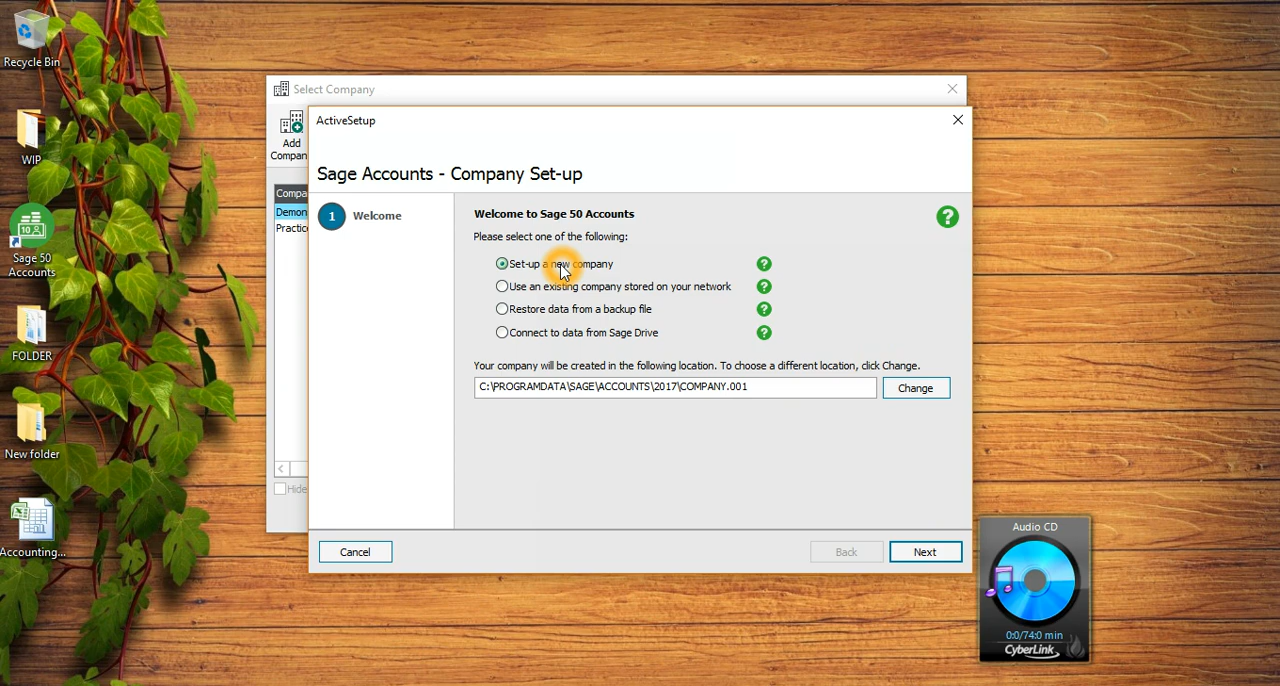 Recycle Bin
WIP
Sage 50
Accounts
FOLDER
New folder
Accounting...
Select Company
Add
Compan
Compa
Demon
Practic
Hide
ActiveSetup
Sage Accounts - Company Set-up
1 Welcome
Welcome to Sage 50 Accounts
Please select one of the following:
Set-up a new company
Use an existing company stored on your network
Restore data from a backup file
Connect to data from Sage Drive
Your company will be created in the following location. To choose a different location, click Change.
C:\PROGRAMDATA\SAGE\ACCOUNTS\2017\COMPANY.001
Change
Cancel
Back
Next
Audio CD
0:0/74:0 min
CyberLink